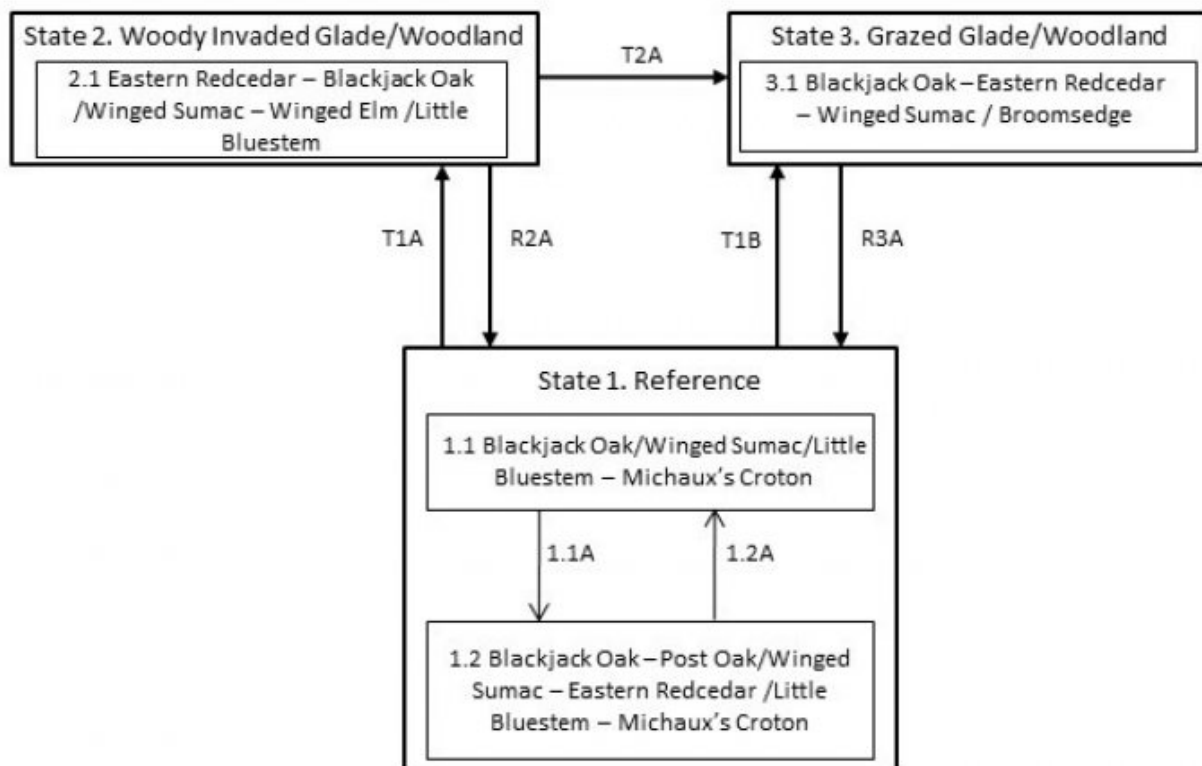 State 2. Woody Invaded Glade/Woodland
2.1 Eastern Redcedar – Blackjack Oak
/Winged Sumac – Winged Elm /Little
Bluestem
T2A
State 3. Grazed Glade/Woodland
3.1 Blackjack Oak – Eastern Redcedar
– Winged Sumac / Broomsedge
T1A
R2A
T1B
R3A
State 1. Reference
1.1 Blackjack Oak/Winged Sumac/Little
Bluestem – Michaux's Croton
1.1A
1.2A
1.2 Blackjack Oak – Post Oak/Winged
Sumac – Eastern Redcedar /Little
Bluestem – Michaux's Croton